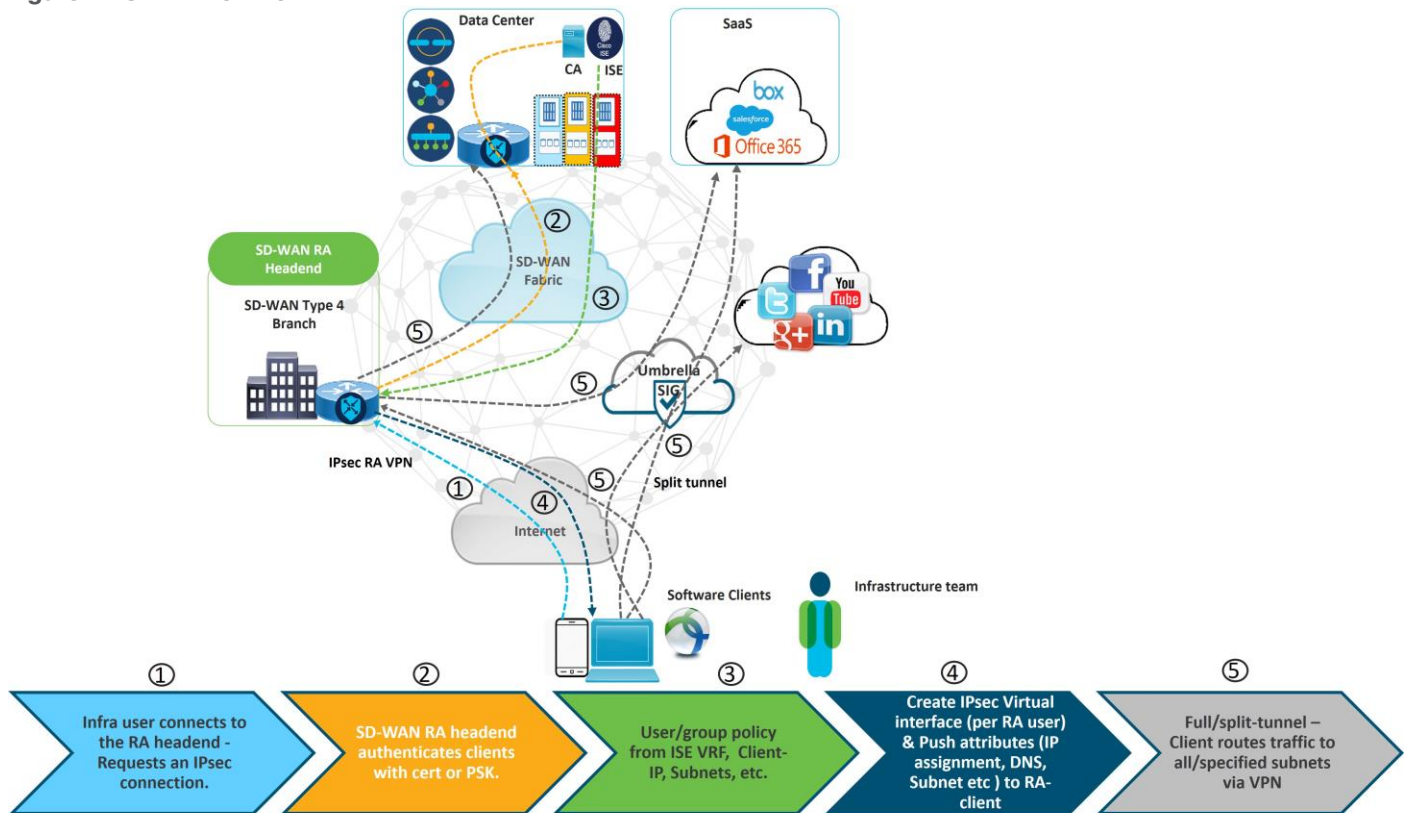 Data Center
SaaS
Cisco
ISE
CA
ISE
box
salesforce
Office 365
SD-WAN RA
Headend
②
SD-WAN
Fabric
SD-WAN Type 4
Branch
③
f
You
Tube
t
g+
in
⑤
Umbrella
SIG
⑤
⑤
IPsec RA VPN
①
④
⑤
Split tunnel
Internet
Software Clients
Infrastructure team
①
②
③
④
⑤
Infra user connects to
the RA headend -
Requests an IPsec
connection.
SD-WAN RA headend
authenticates clients
with cert or PSK.
User/group policy
from ISE VRF, Client-
IP, Subnets, etc.
Create IPsec Virtual
interface (per RA user)
& Push attributes (IP
assignment, DNS,
Subnet etc ) to RA-
client
Full/split-tunnel –
Client routes traffic to
all/specified subnets
via VPN